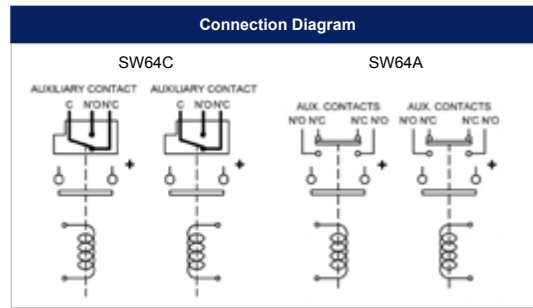 Connection Diagram
SW64C SW64A
AUXILIARY CONTACT AUXILIARY CONTACT
C N'O N'C C N'O N'C
AUX. CONTACTS AUX. CONTACTS
N'O N'C N'C N'O N'O N'C N'C N'O
+ + + +